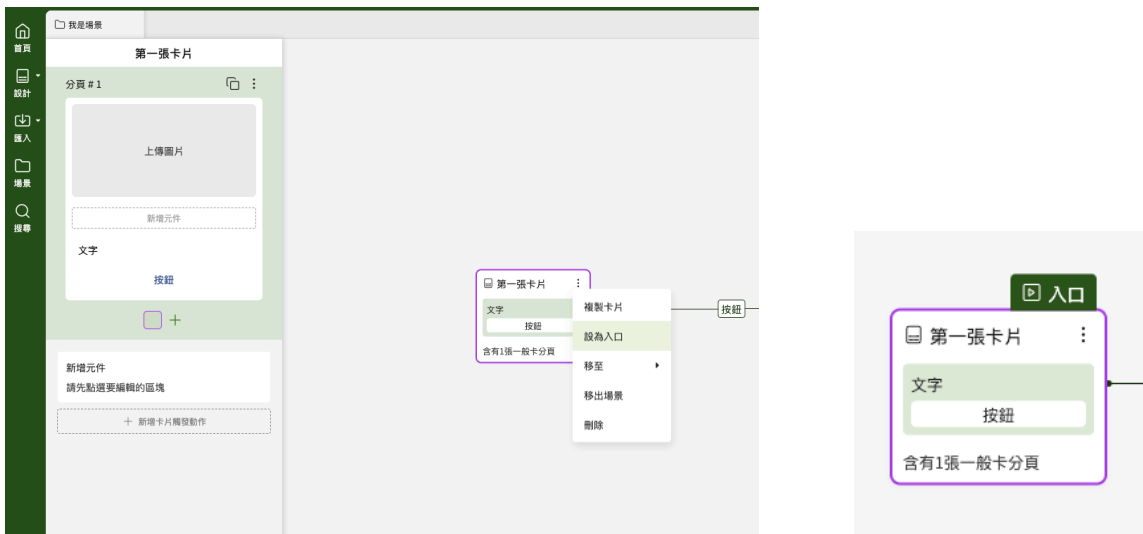 首頁
設計
匯入
場景
搜尋
我是場景
第一張卡片
分頁 # 1
上傳圖片
新增元件
文字
按鈕
新增元件
請先點選要編輯的區塊
新增卡片觸發動作
第一張卡片
文字
按鈕
含有1張一般卡分頁
複製卡片
設為入口
移至
移出場景
刪除
按鈕
入口
第一張卡片
文字
按鈕
含有1張一般卡分頁